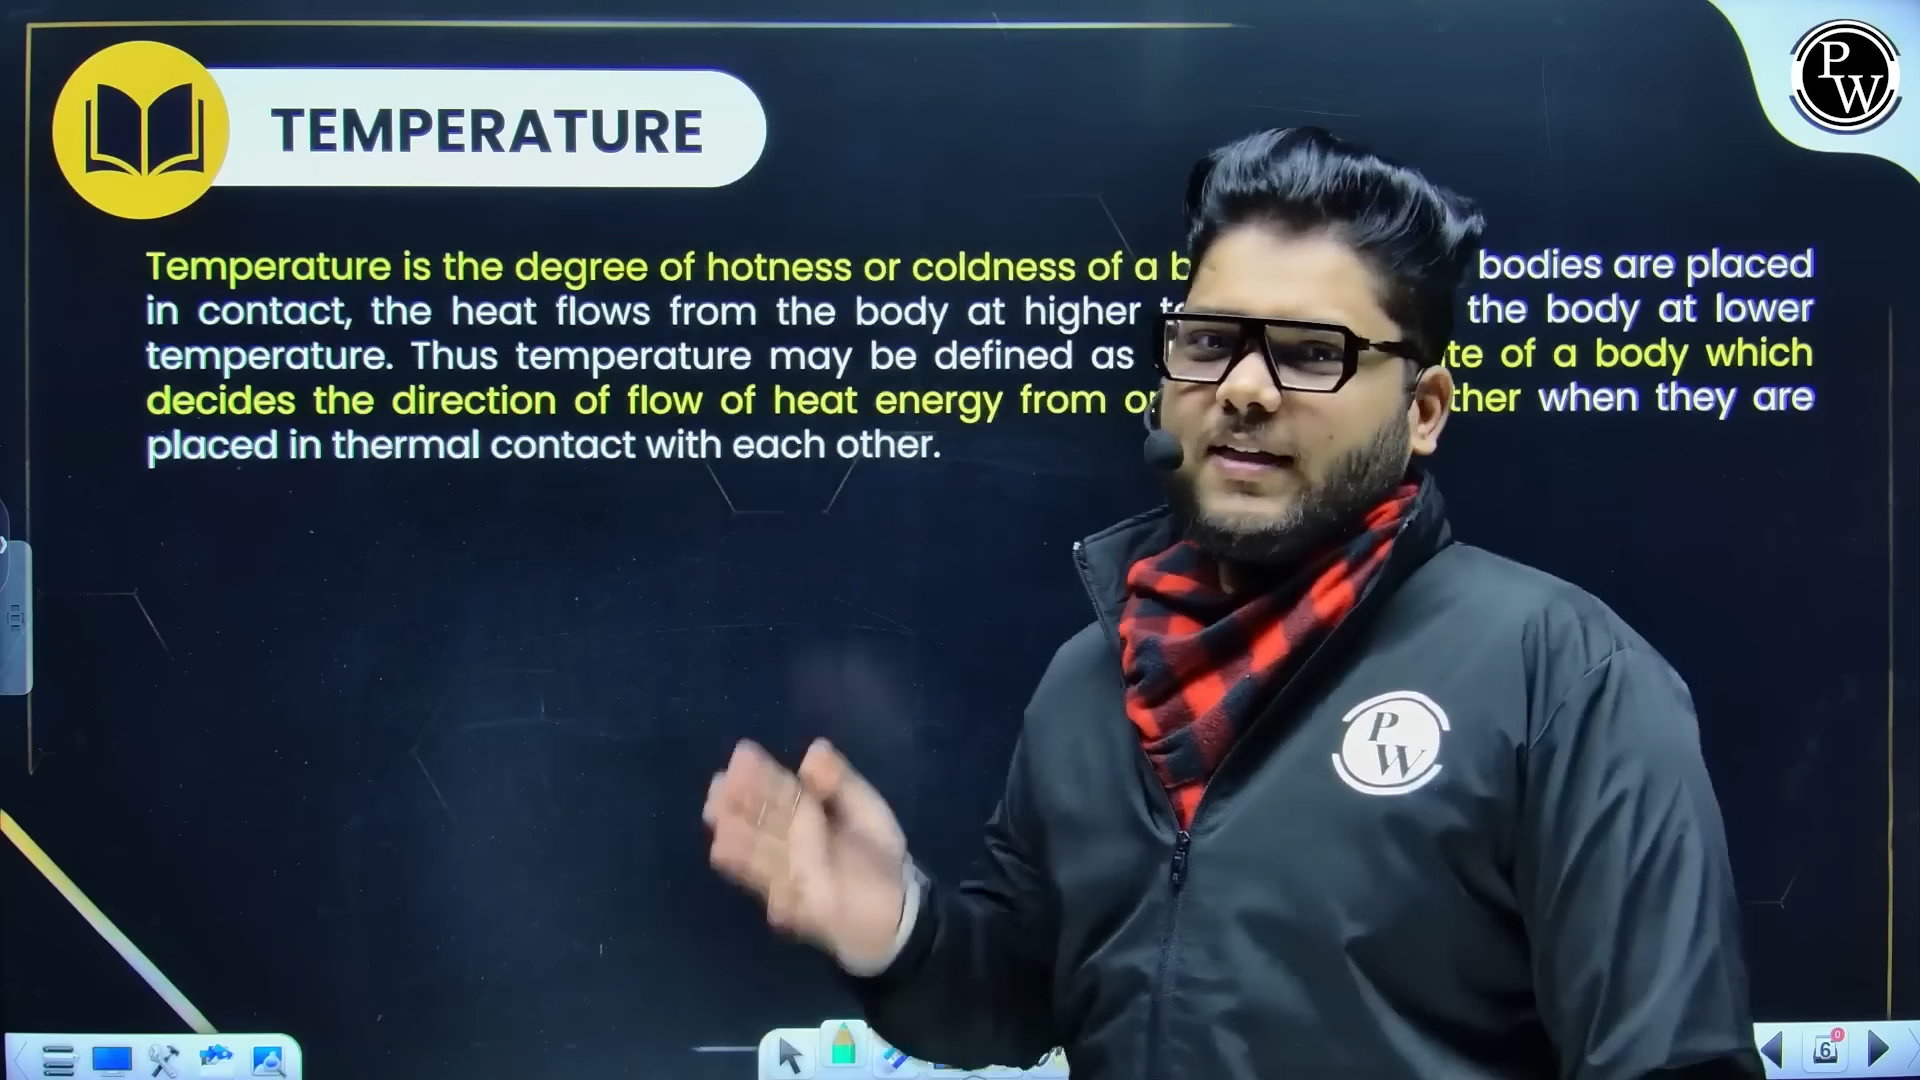 TEMPERATURE
P
W
Temperature is the degree of hotness or coldness of a bodies are placed
in contact, the heat flows from the body at higher the body at lower
temperature. Thus temperature may be defined as of a body which
decides the direction of flow of heat energy from when they are
placed in thermal contact with each other.
P
W
0
6